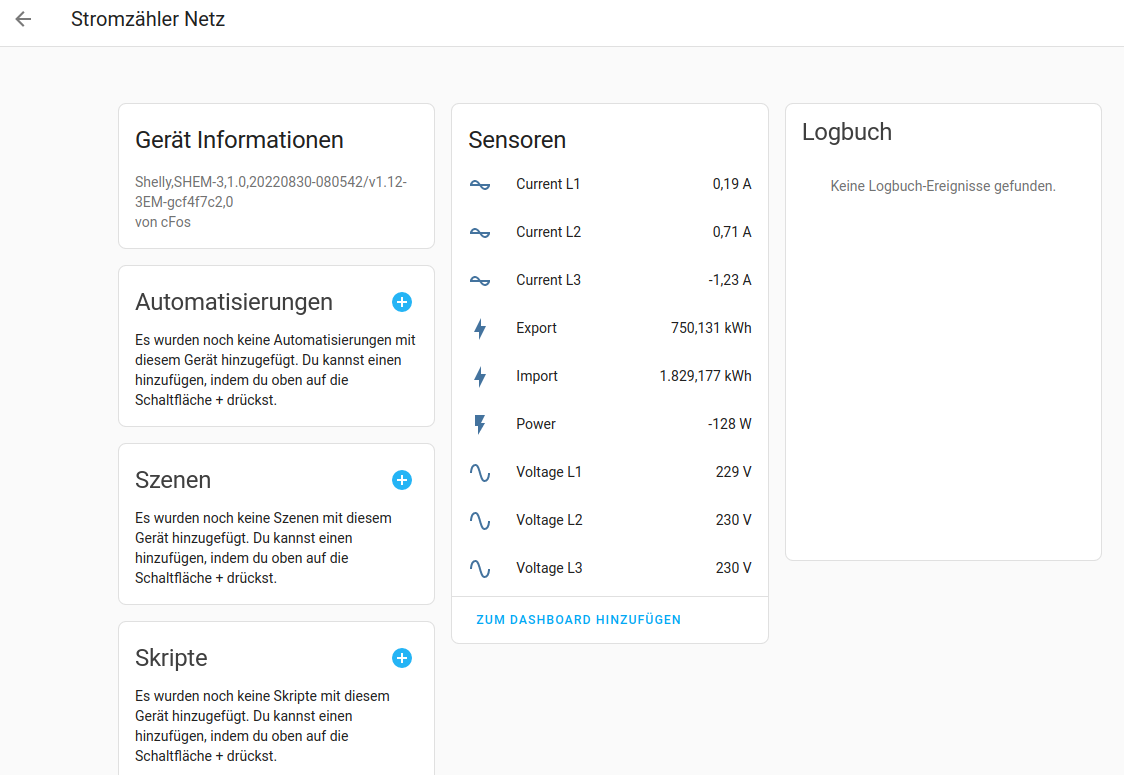 Stromzähler Netz
Gerät Informationen
Shelly,SHEM-3,1.0,20220830-080542/v1.12-
3EM-gcf4f7c2,0
von cFos
Automatisierungen
Es wurden noch keine Automatisierungen mit
diesem Gerät hinzugefügt. Du kannst einen
hinzufügen, indem du oben auf die
Schaltfläche + drückst.
Szenen
Es wurden noch keine Szenen mit diesem
Gerät hinzugefügt. Du kannst einen
hinzufügen, indem du oben auf die
Schaltfläche + drückst.
Skripte
Es wurden noch keine Skripte mit diesem
Gerät hinzugefügt. Du kannst einen
hinzufügen, indem du oben auf die
Schaltfläche + drückst.
Sensoren
Current L1 0,19 A
Current L2 0,71 A
Current L3 -1,23 A
Export 750,131 kWh
Import 1.829,177 kWh
Power -128 W
Voltage L1 229 V
Voltage L2 230 V
Voltage L3 230 V
ZUM DASHBOARD HINZUFÜGEN
Logbuch
Keine Logbuch-Ereignisse gefunden.